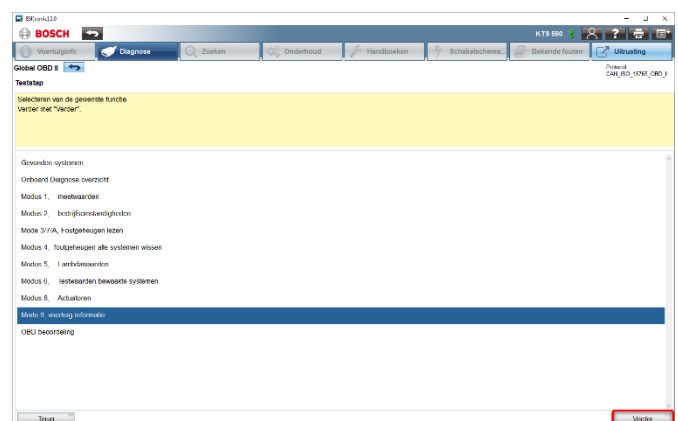 ESI[tronic] 2.0
BOSCH
KTS 590
Voertuiginfo Diagnose Zoeken Onderhoud Handboeken Schakelschema... Bekende fouten Uitrusting
Global OBD II
Protocol:
CAN_ISO_15765_OBD_II
Teststap
Selecteren van de gewenste functie
Verder met "Verder".
Gevonden systemen
Onboard Diagnose overzicht
Modus 1, meetwaarden
Modus 2, bedrijfsomstandigheden
Mode 3/7/A, Foutgeheugen lezen
Modus 4, foutgeheugen alle systemen wissen
Modus 5, Lambdawaarden
Modus 6, Testwaarden bewaakte systemen
Modus 8, Actuatoren
Mode 9, voertuig informatie
OBD beoordeling
Terug
Verder